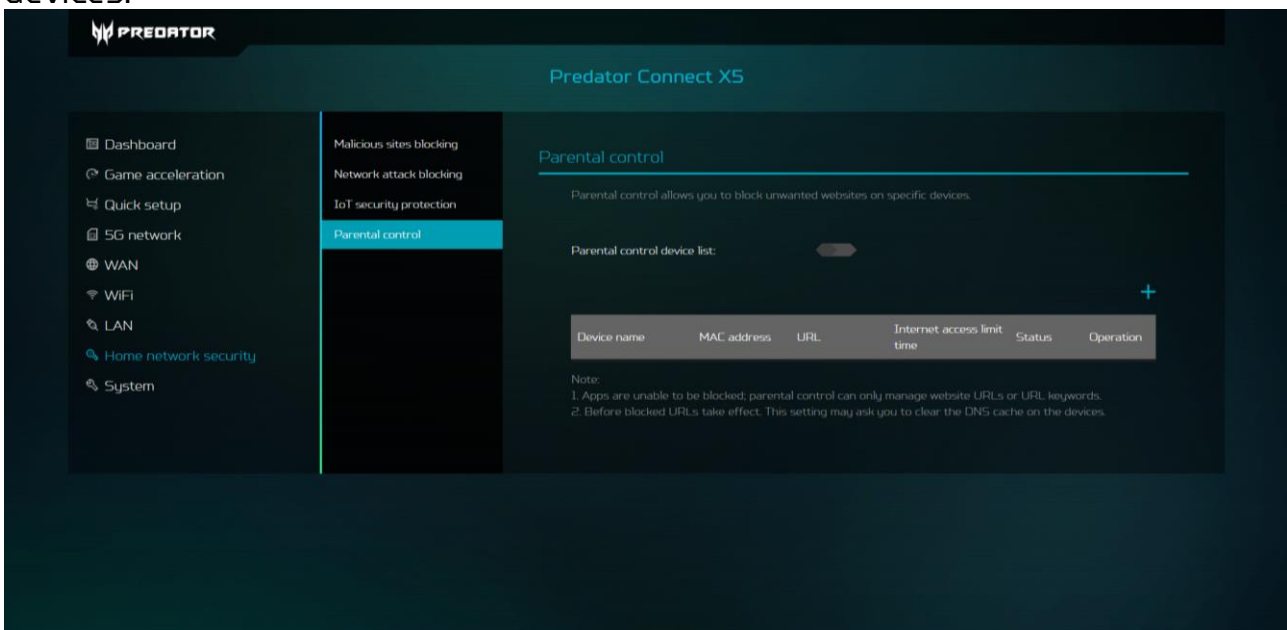 devices.
PREDATOR
Predator Connect X5
Dashboard
Game acceleration
Quick setup
5G network
WAN
WiFi
LAN
Home network security
System
Malicious sites blocking
Network attack blocking
IoT security protection
Parental control
Parental control
Parental control allows you to block unwanted websites on specific devices.
Parental control device list:
+
Device name MAC address URL Internet access limit time Status Operation
Note:
1. Apps are unable to be blocked; parental control can only manage website URLs or URL keywords.
2. Before blocked URLs take effect. This setting may ask you to clear the DNS cache on the devices.